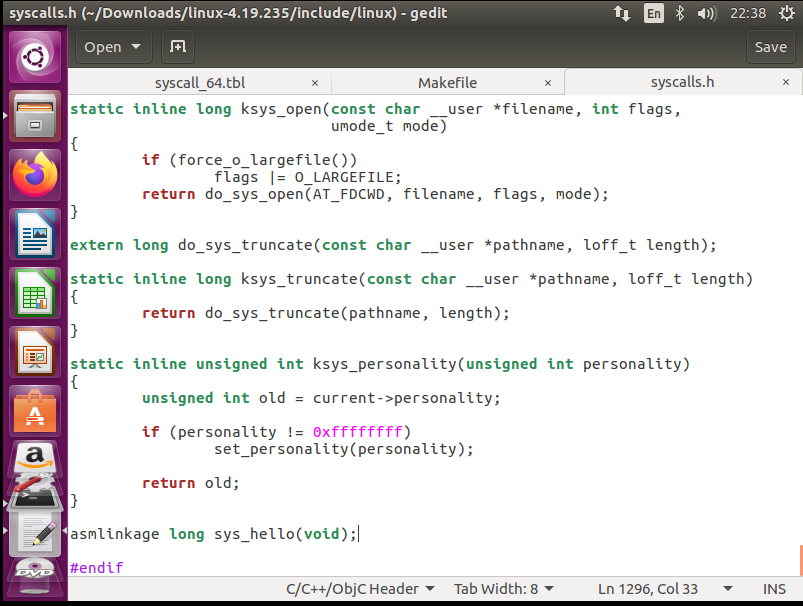 syscalls.h (~/Downloads/linux-4.19.235/include/linux) - gedit
En
22:38
Open
Save
syscall_64.tbl ×
Makefile ×
syscalls.h ×
static inline long ksys_open(const char __user *filename, int flags,
                             umode_t mode)
{
        if (force_o_largefile())
                flags |= O_LARGEFILE;
        return do_sys_open(AT_FDCWD, filename, flags, mode);
}

extern long do_sys_truncate(const char __user *pathname, loff_t length);

static inline long ksys_truncate(const char __user *pathname, loff_t length)
{
        return do_sys_truncate(pathname, length);
}

static inline unsigned int ksys_personality(unsigned int personality)
{
        unsigned int old = current->personality;

        if (personality != 0xffffffff)
                set_personality(personality);

        return old;
}

asmlinkage long sys_hello(void);

#endif
C/C++/ObjC Header
Tab Width: 8
Ln 1296, Col 33
INS
A
a
>_
DVD